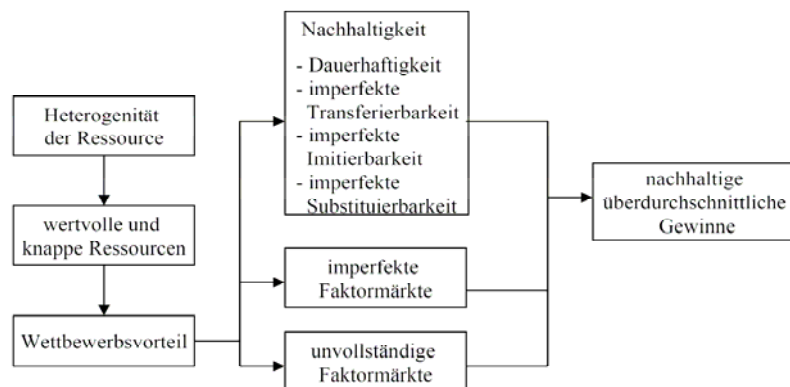 Heterogenität
der Ressource
wertvolle und
knappe Ressourcen
Wettbewerbsvorteil
Nachhaltigkeit
- Dauerhaftigkeit
- imperfekte
Transferierbarkeit
- imperfekte
Imitierbarkeit
- imperfekte
Substituierbarkeit
imperfekte
Faktormärkte
unvollständige
Faktormärkte
nachhaltige
überdurchschnittliche
Gewinne